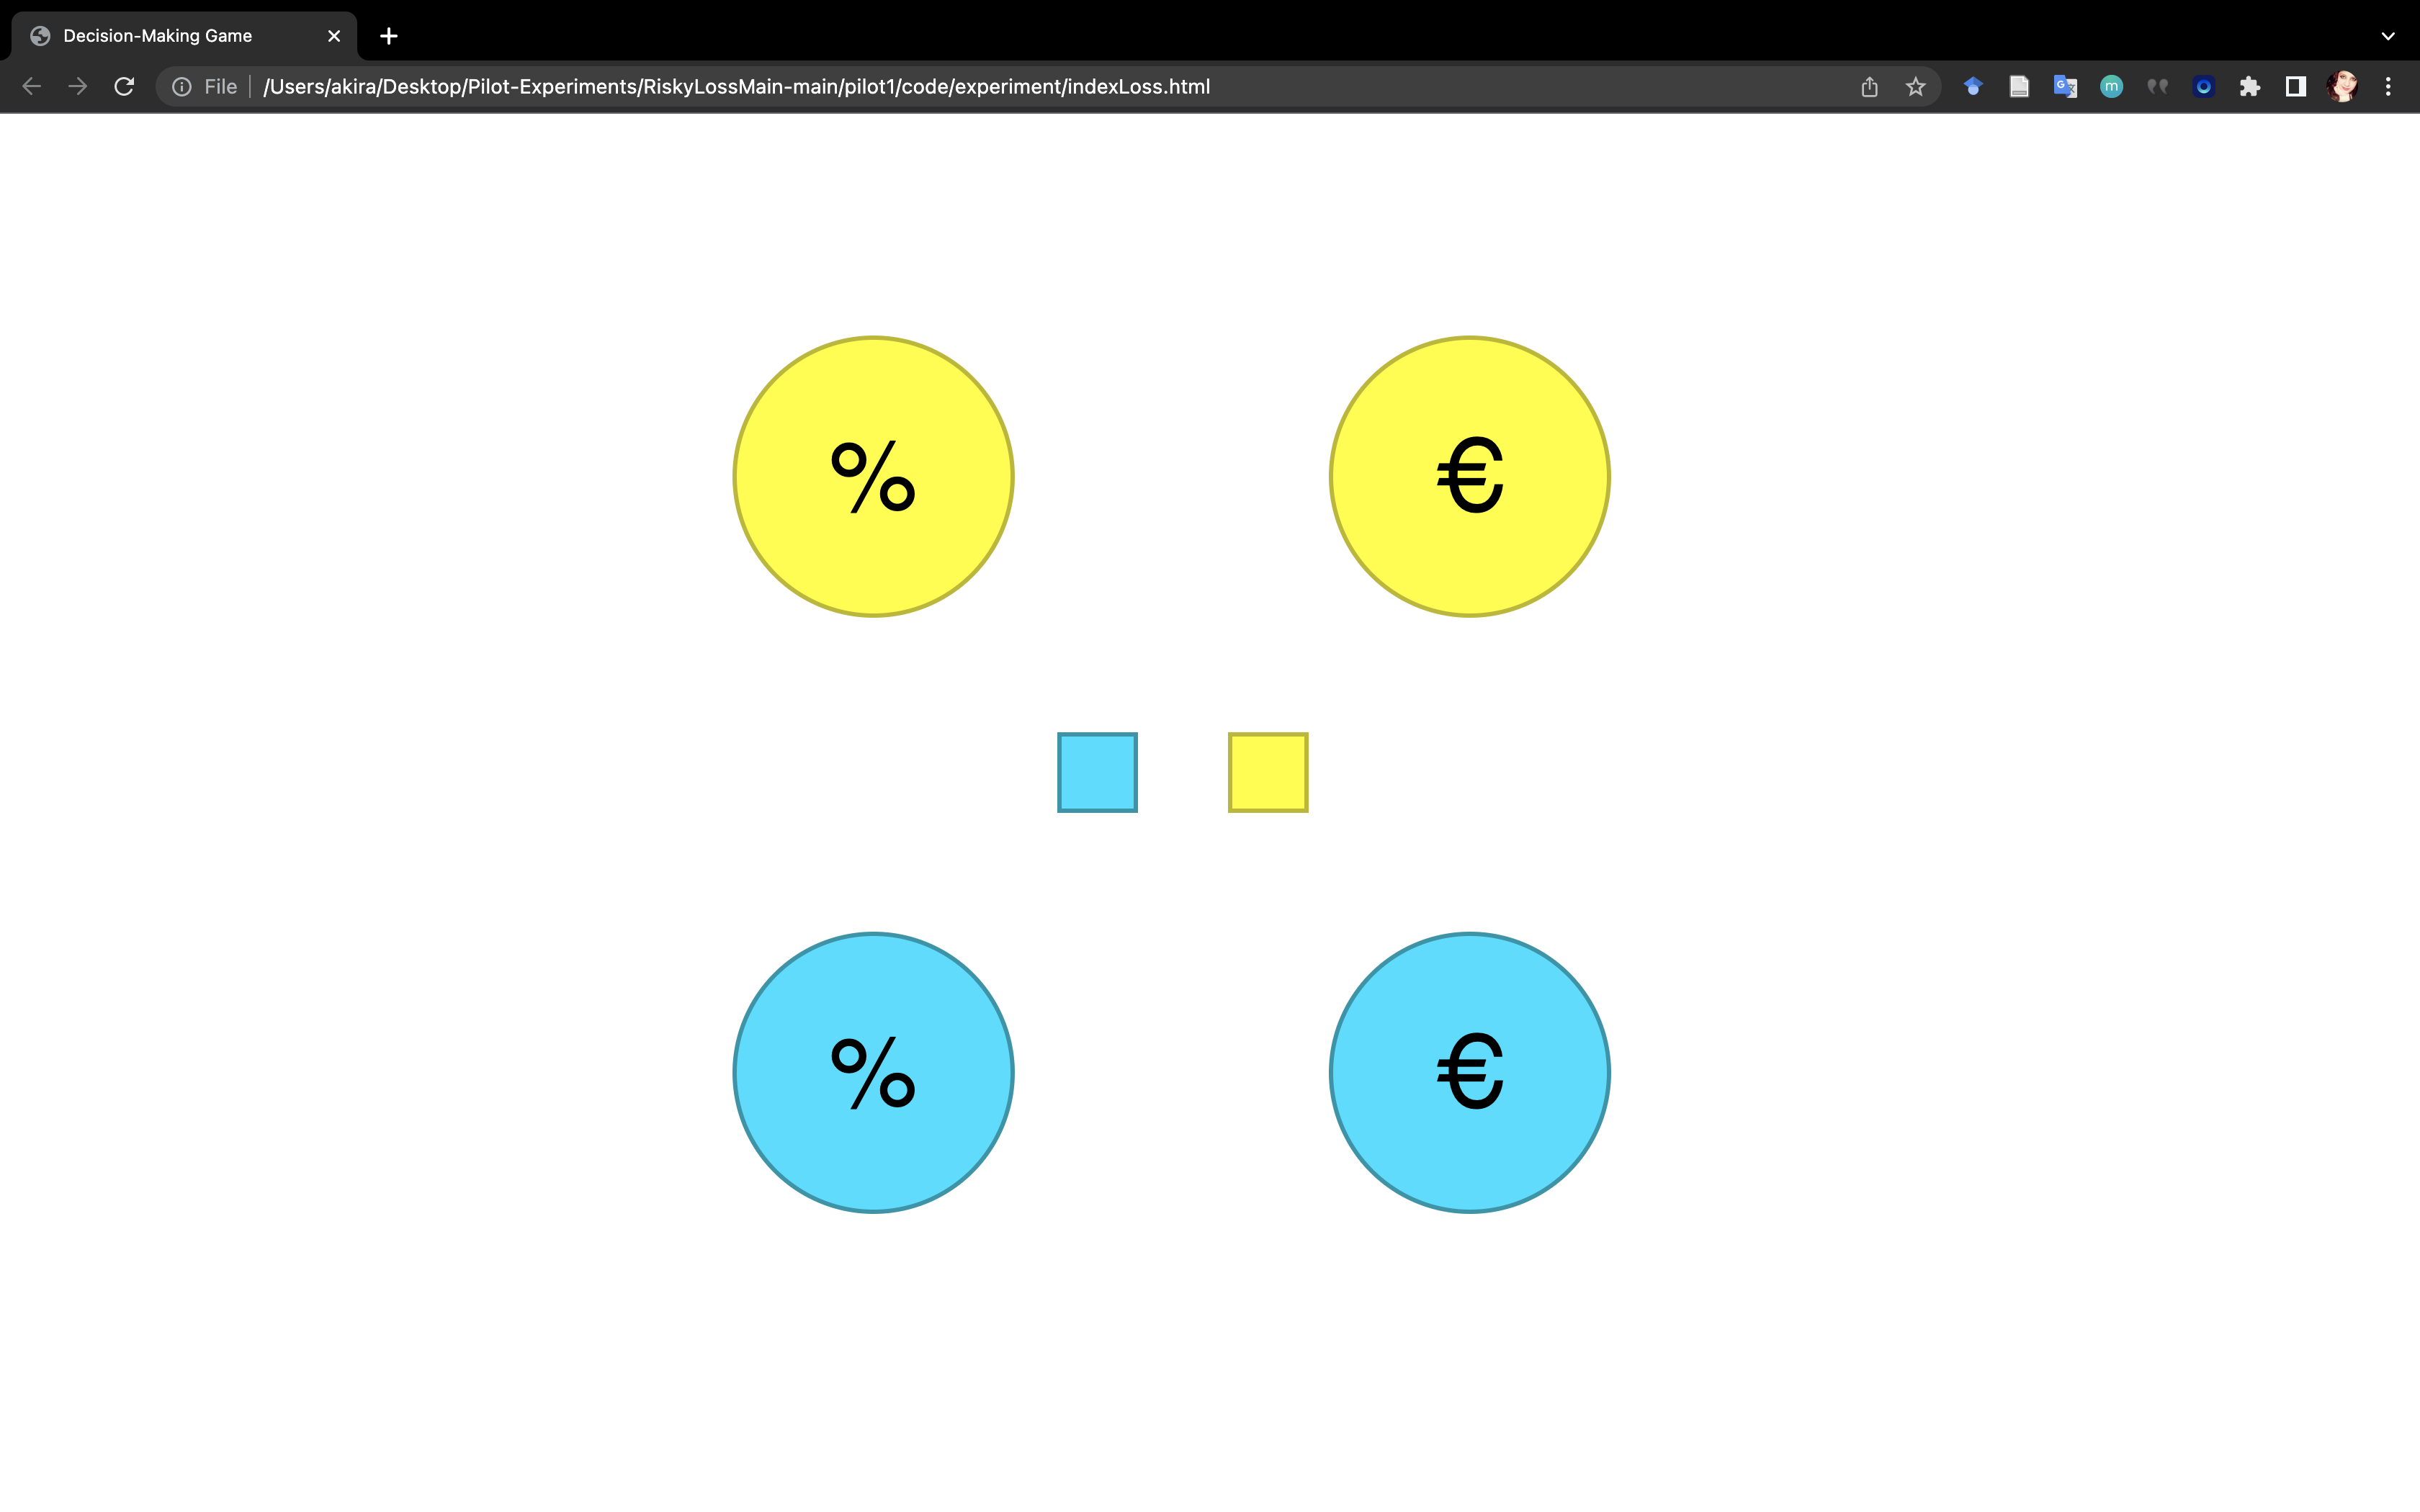 Decision-Making Game
File /Users/akira/Desktop/Pilot-Experiments/RiskyLossMain-main/pilot1/code/experiment/indexLoss.html
m
% €
% €